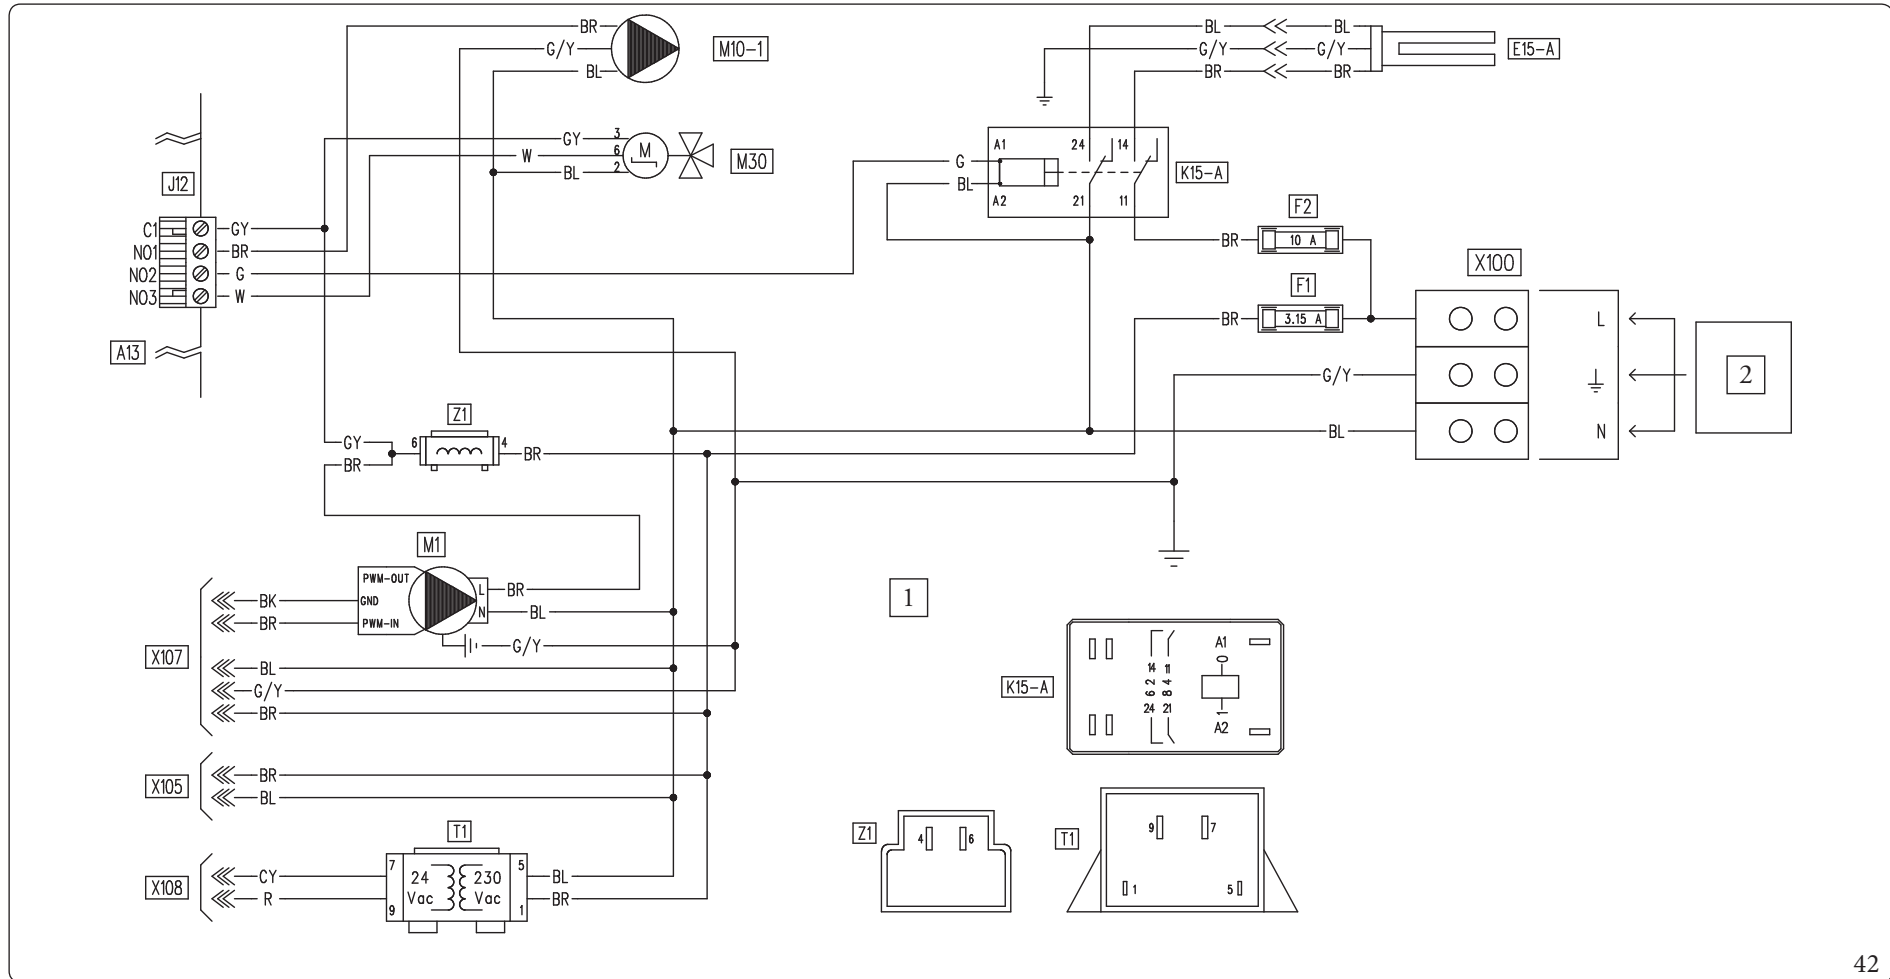 BR
G/Y
BL
M10-1
BL BL
G/Y G/Y
BR BR
E15-A
GY 3
W 6
BL 2
M
M30
A1 24 14
G
BL
A2 21 11
K15-A
J12
C1 GY
NO1 BR
NO2 G
NO3 W
A13
F2
BR 10 A
F1
BR 3.15 A
X100
L
G/Y
2
BL N
Z1
GY 6 4
BR BR
M1
PWM-OUT
GND
PWM-IN
L BR
N BL
G/Y
BK
BR
X107
BL
G/Y
BR
X105
BR
BL
T1
X108
CY 7 24 230 5 BL
R 9 Vac Vac 1 BR
1
K15-A
14 11
6 2 8 4
24 21
A1
0
1
A2
Z1
4 6
T1
9 7
1 5
42